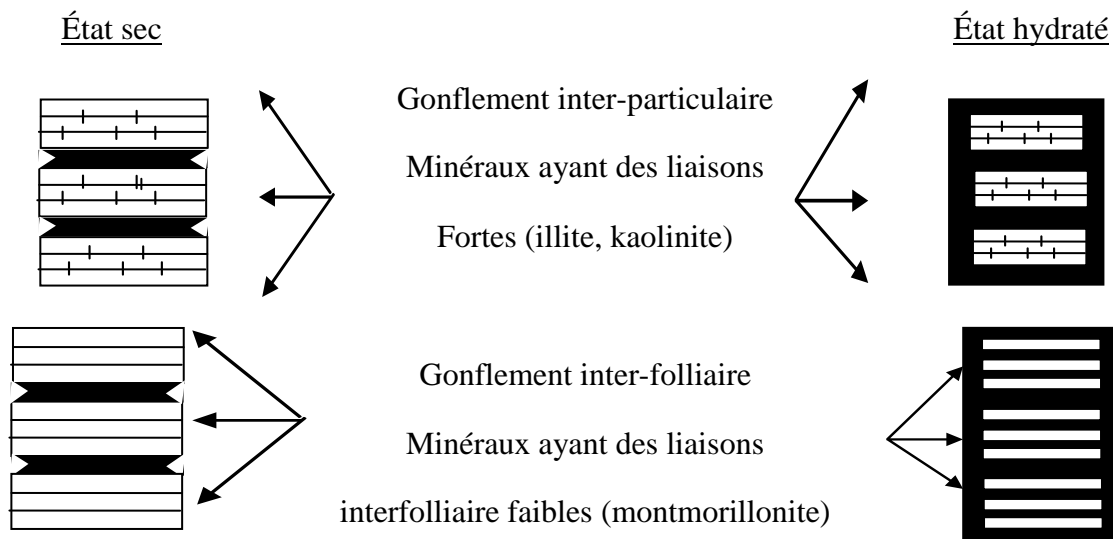 État sec
État hydraté
Gonflement inter-particulaire
Minéraux ayant des liaisons
Fortes (illite, kaolinite)
Gonflement inter-folliaire
Minéraux ayant des liaisons
interfolliaire faibles (montmorillonite)